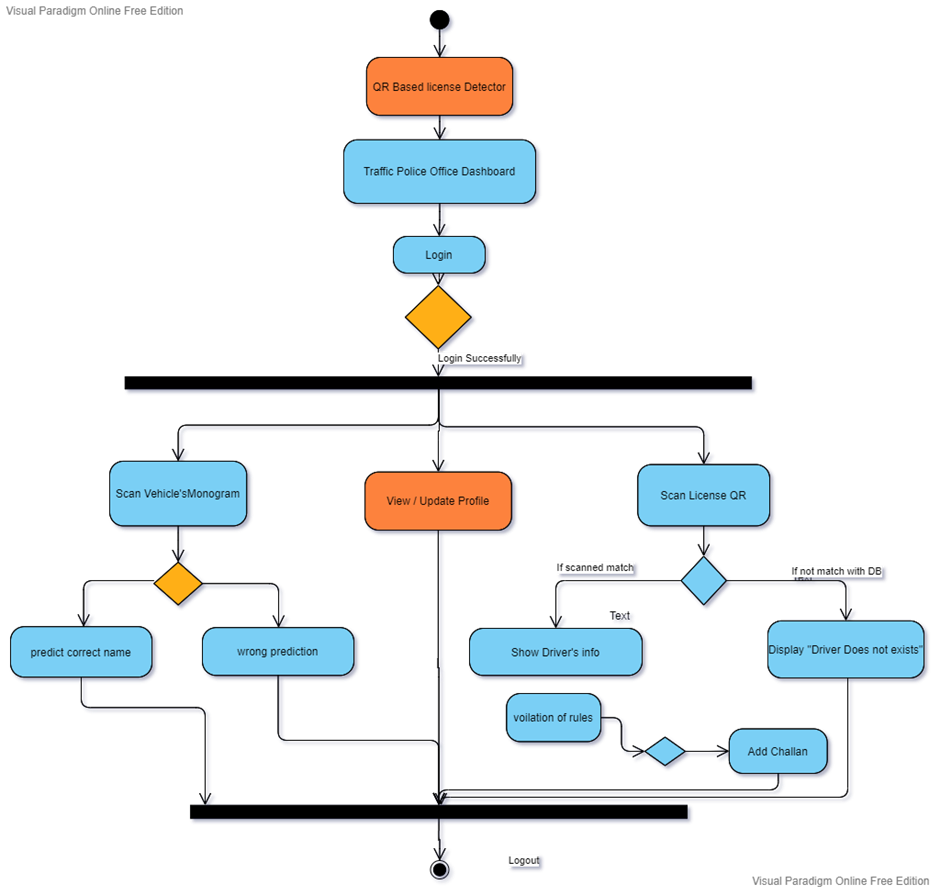 Visual Paradigm Online Free Edition
QR Based license Detector
Traffic Police Office Dashboard
Login
Login Successfully
Scan Vehicle'sMonogram
View / Update Profile
Scan License QR
If scanned match
If not match with DB
Text
predict correct name
wrong prediction
Show Driver's info
Display "Driver Does not exists"
voilation of rules
Add Challan
Logout
Visual Paradigm Online Free Edition